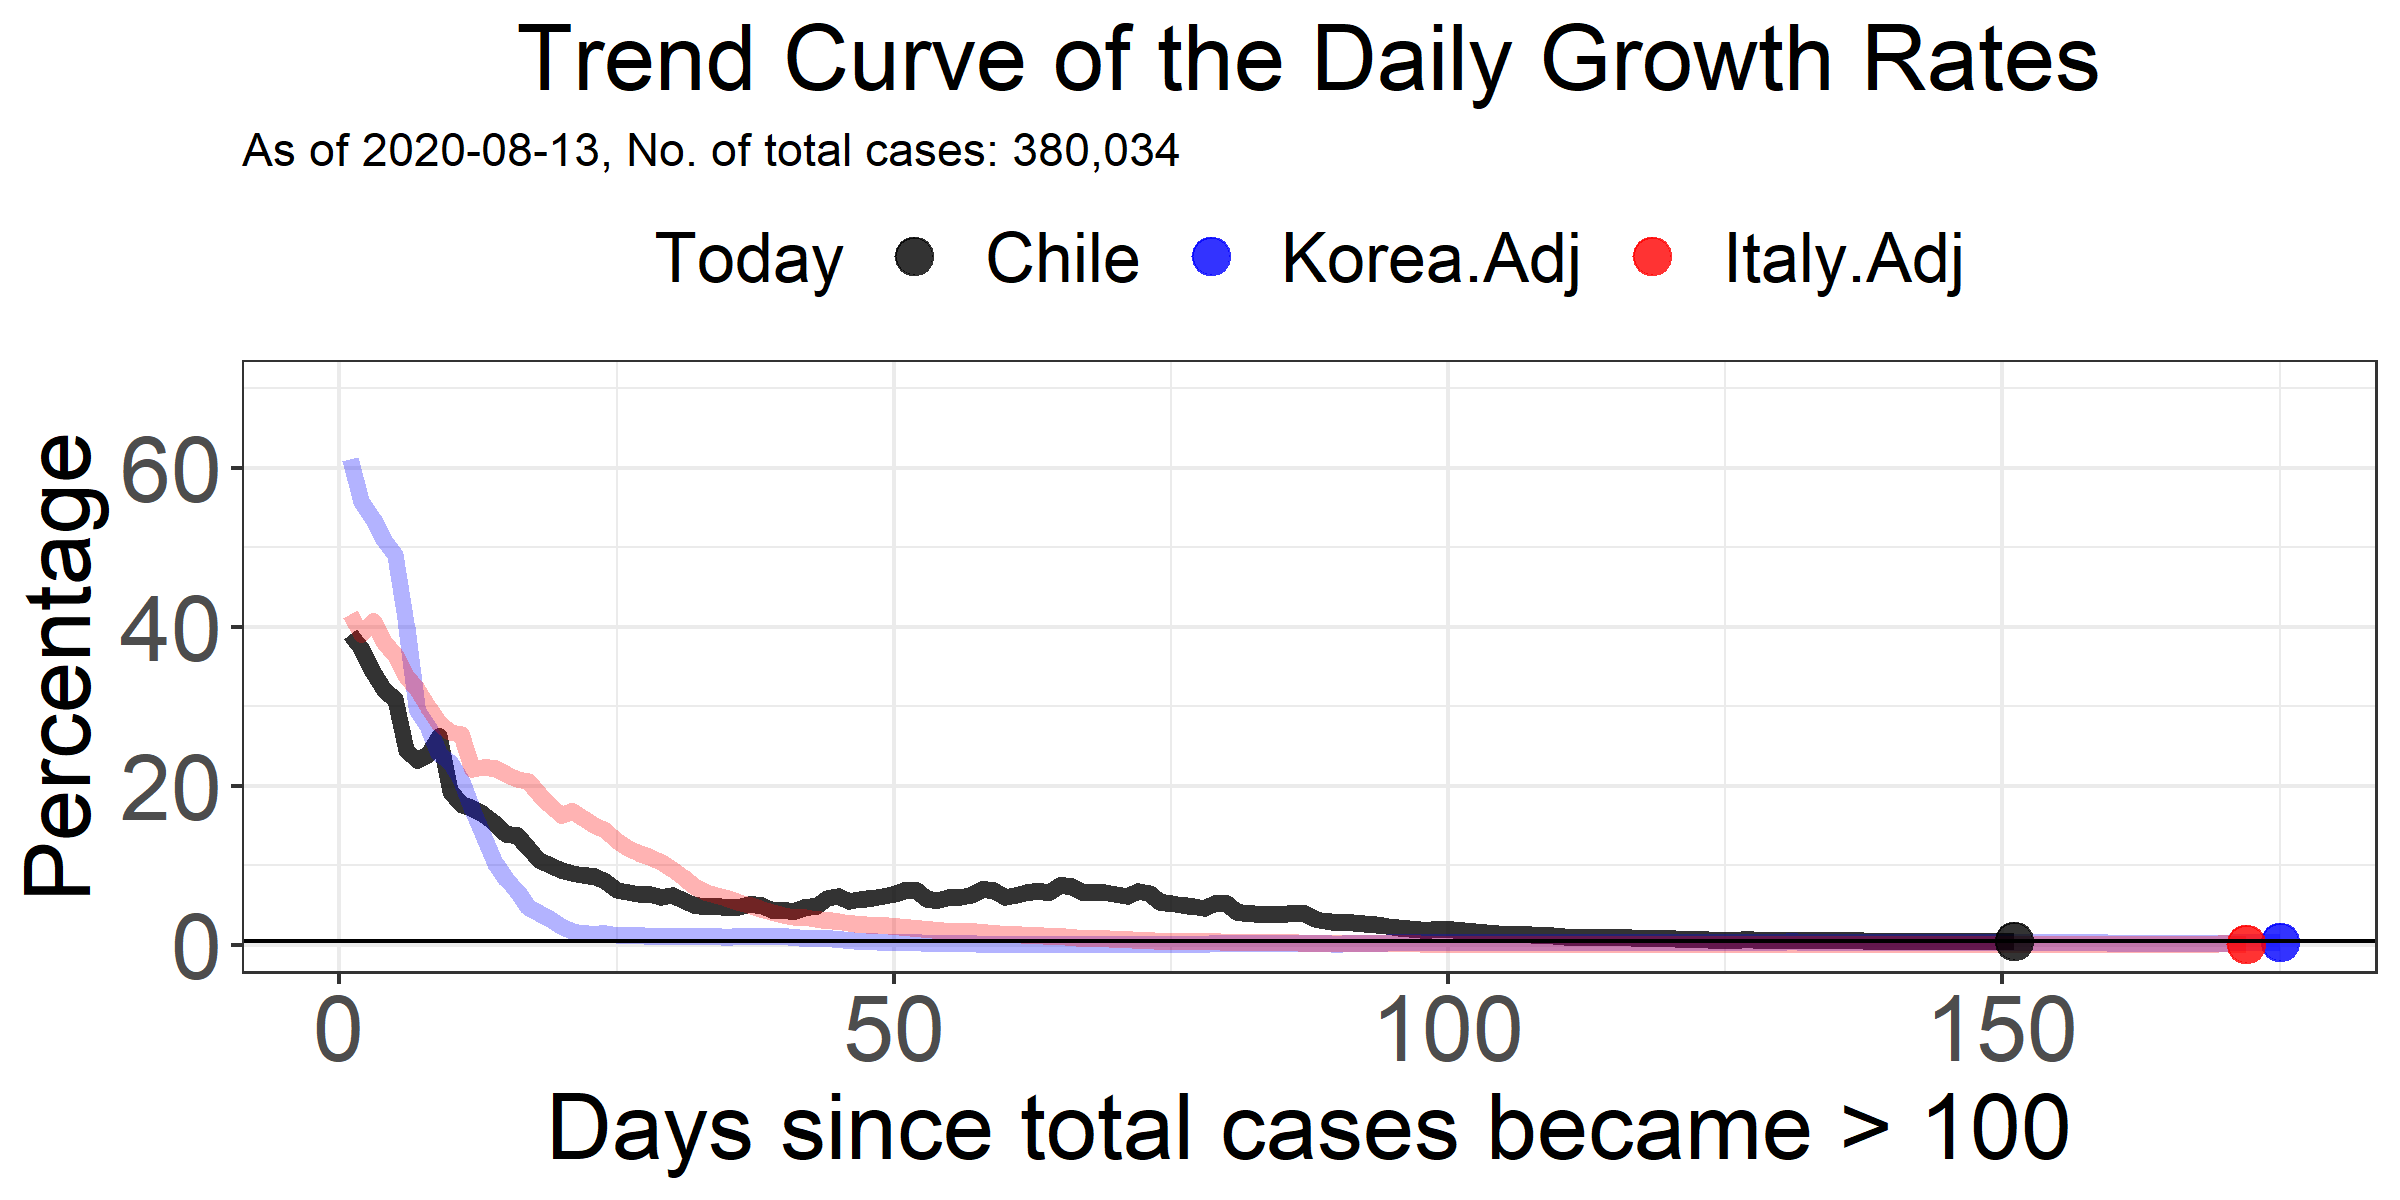 Trend Curve of the Daily Growth Rates
As of 2020-08-13, No. of total cases: 380,034
Today Chile Korea.Adj Italy.Adj
Percentage
60
40
20
0
0 50 100 150
Days since total cases became > 100